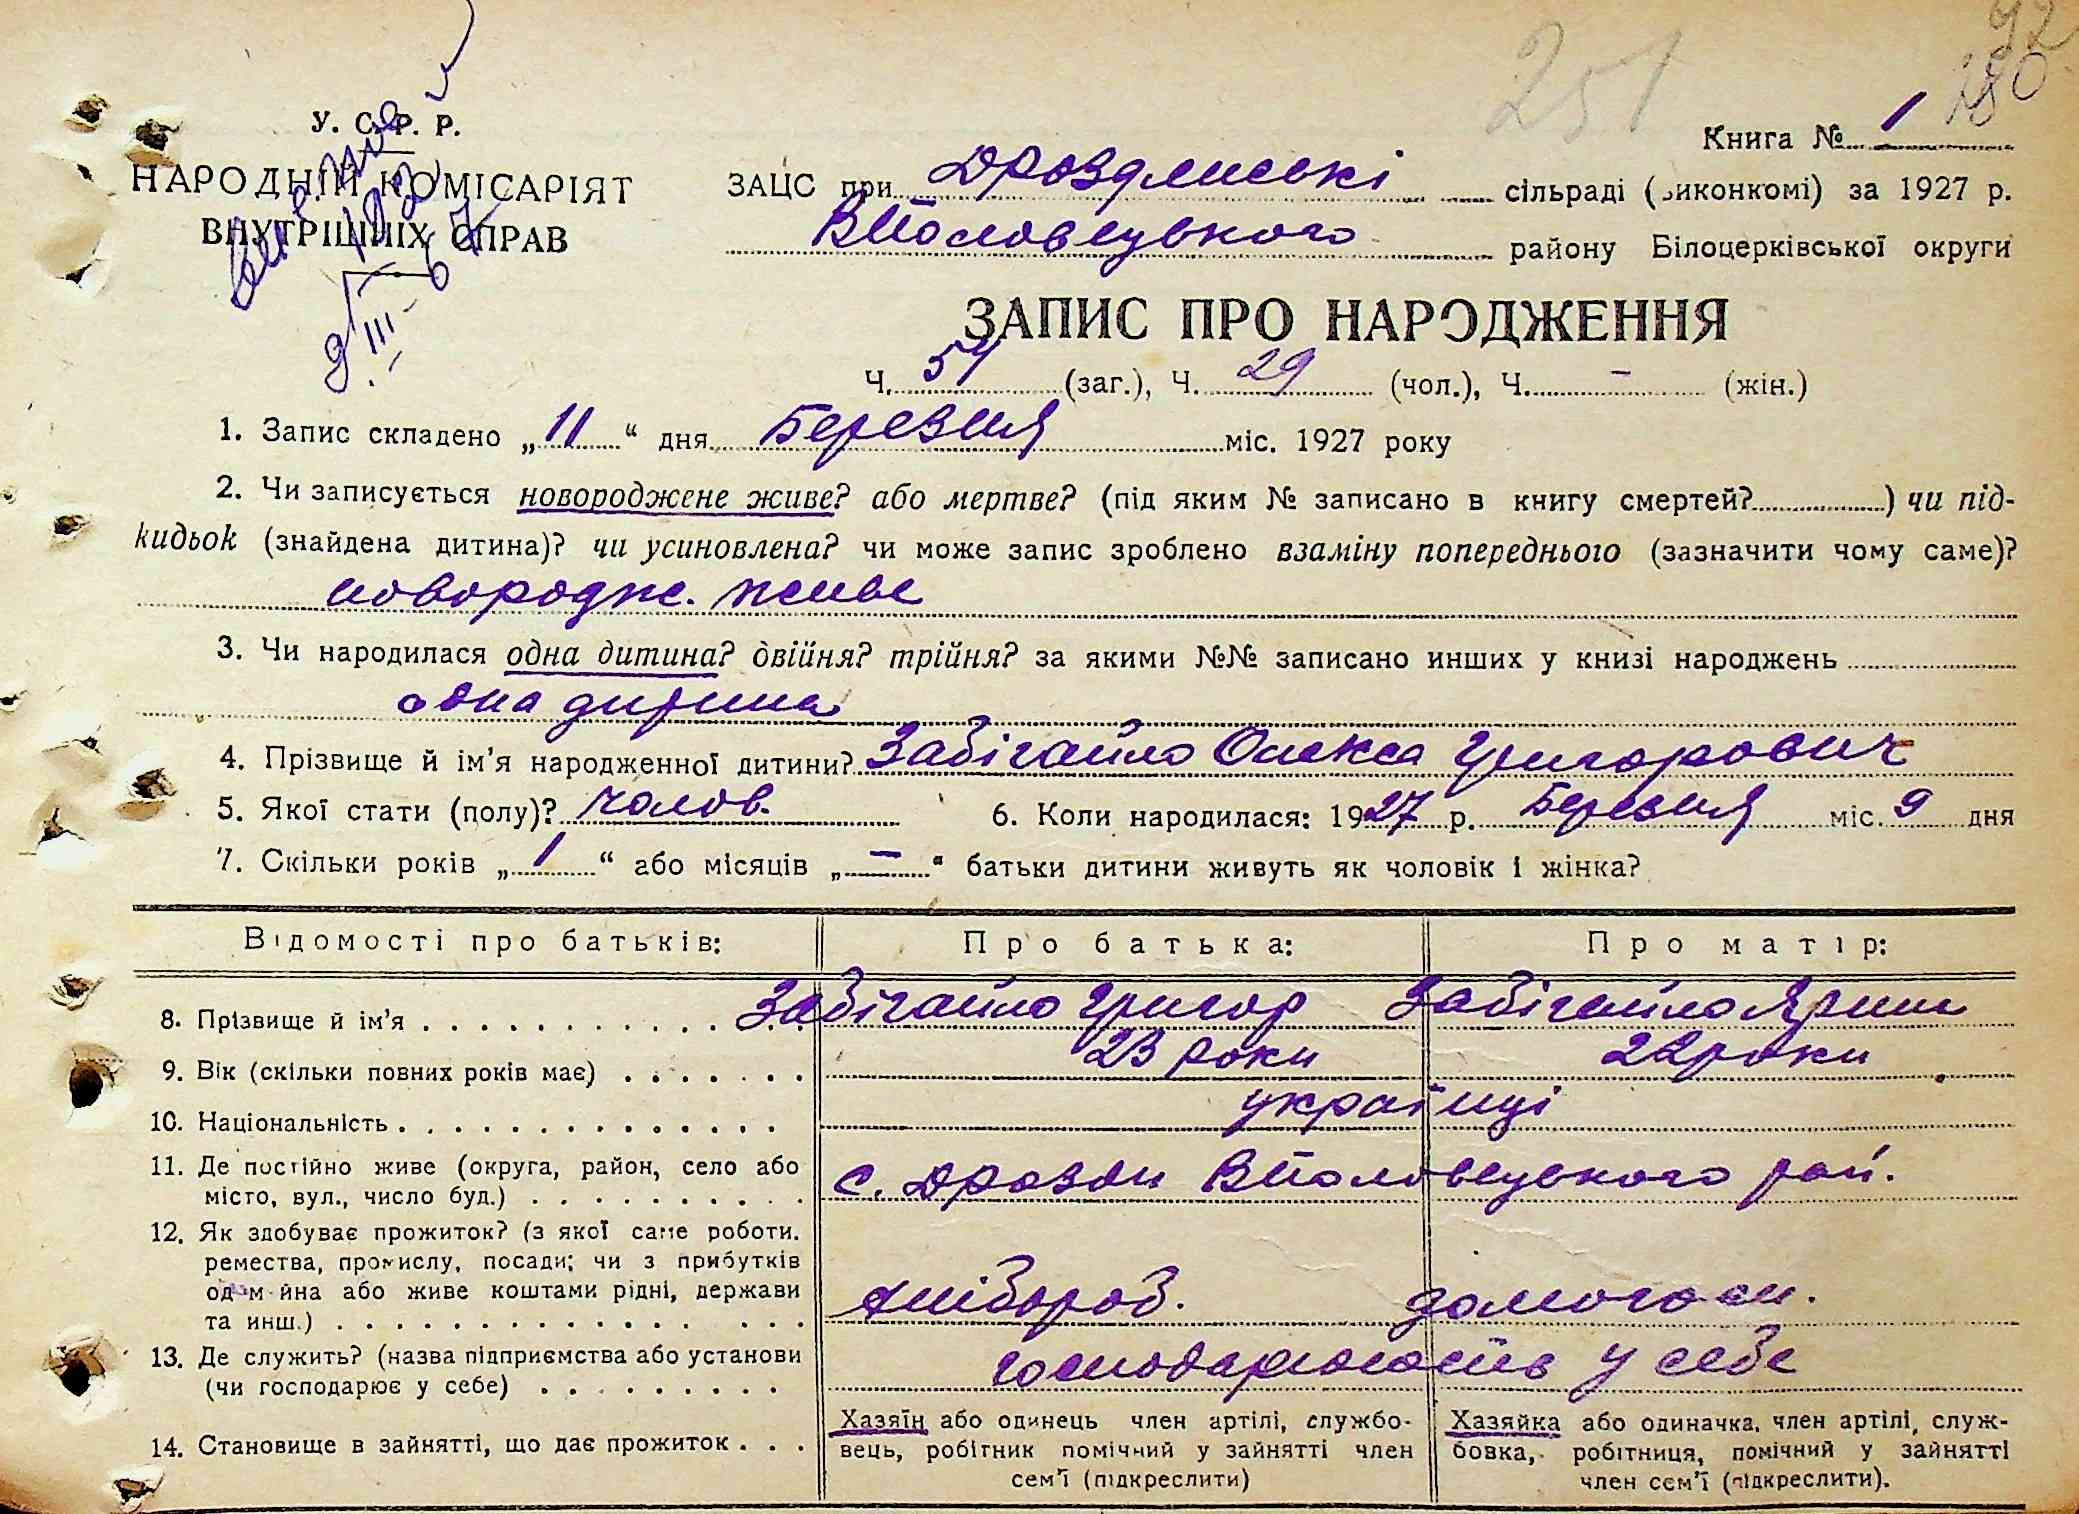 92
251 180
У. С. Р. Р.
Книга № 1
НАРОДНІЙ КОМІСАРІЯТ
ВНУТРІШНІХ СПРАВ
ЗАЦС при Дроздлиські сільраді (виконкомі) за 1927 р.
ВПоловецького району Білоцерківської округи
9/III-
ЗАПИС ПРО НАРОДЖЕННЯ
Ч. 54 (заг.), Ч. 29 (чол.), Ч. - (жін.)
1. Запис складено „ 11 “ дня Березня міс. 1927 року
2. Чи записується новороджене живе? або мертве? (під яким № записано в книгу смертей? ) чи під-
кидьок (знайдена дитина)? чи усиновлена? чи може запис зроблено взаміну попереднього (зазначити чому саме)?
новородж. живе
3. Чи народилася одна дитина? двійня? трійня? за якими №№ записано инших у книзі народжень
одна дитина
4. Прізвище й ім’я народженної дитини? Забігайло Олекса Григорович
5. Якої стати (полу)? чолов. 6. Коли народилася: 1927 р. Березня міс. 9 дня
7. Скільки років „ 1 “ або місяців „ - “ батьки дитини живуть як чоловік і жінка?
Відомості про батьків: Про батька: Про матір:
8. Прізвище й ім’я Забігайло Григор Забігайло Ярина
9. Вік (скільки повних років має) 23 роки 22 роки
10. Національність українці
11. Де постійно живе (округа, район, село або
місто, вул., число буд.) с. Дрозди ВПоловецького рай.
12. Як здобуває прожиток? (з якої саме роботи,
ремества, промислу, посади; чи з прибутків
од м йна або живе коштами рідні, держави
та инш.) хлібороб. домогосп.
13. Де служить? (назва підприємства або установи
(чи господарює у себе) господарюють у себе
14. Становище в зайнятті, що дає прожиток
Хазяїн або одинець член артілі, службо-
вець, робітник помічний у зайнятті член
сем’ї (підкреслити)
Хазяйка або одиначка, член артілі, служ-
бовка, робітниця, помічний у зайнятті
член сем’ї (підкреслити).